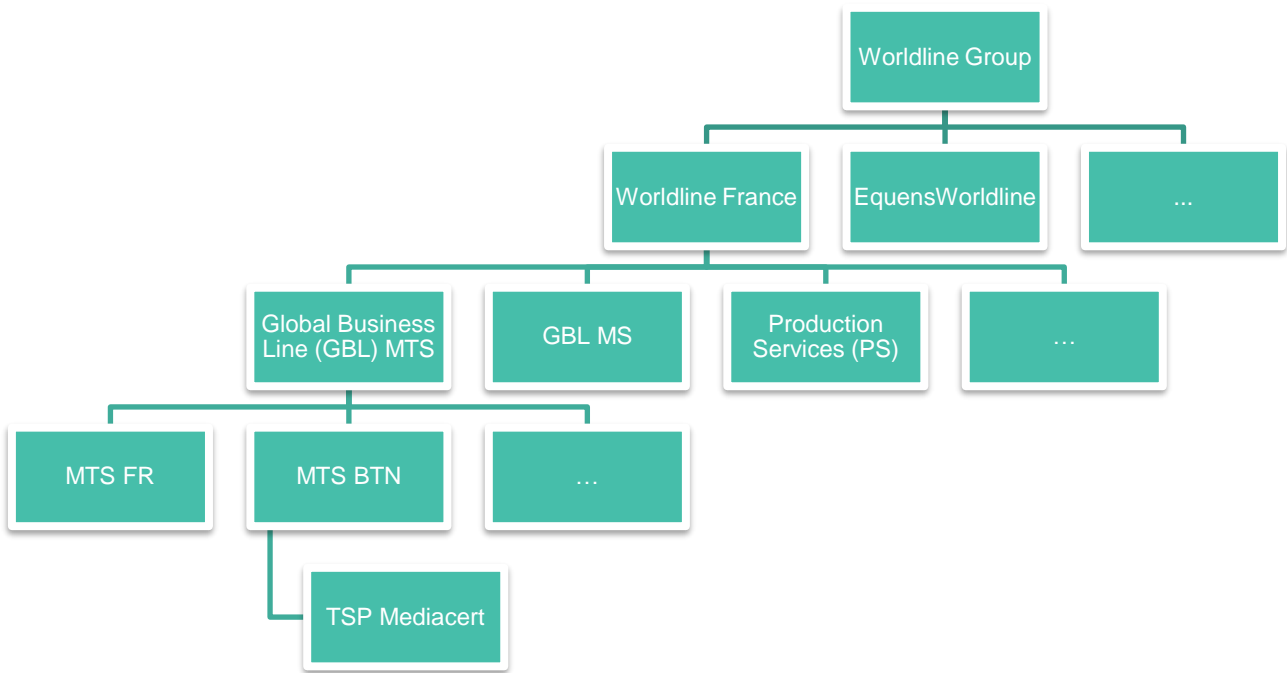 Worldline Group
Worldline France
EquensWorldline
...
Global Business
Line (GBL) MTS
GBL MS
Production
Services (PS)
…
MTS FR
MTS BTN
…
TSP Mediacert